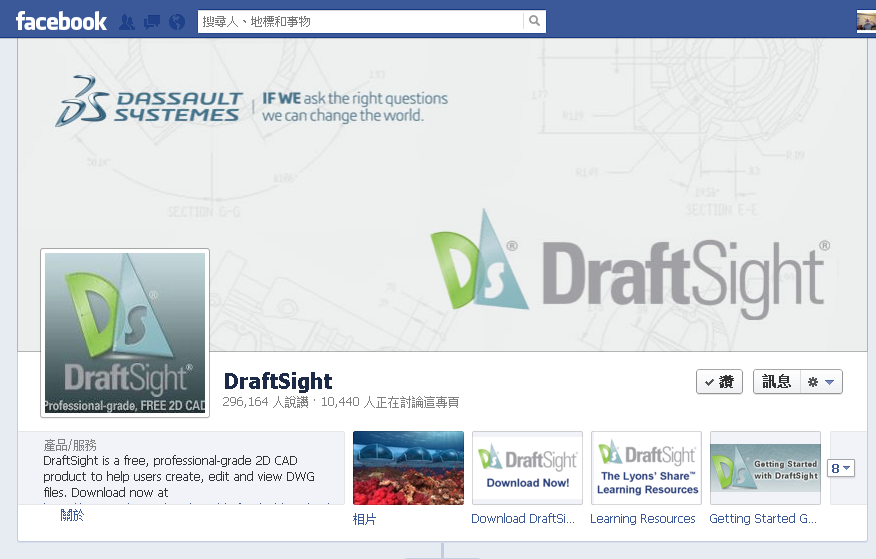 facebook
搜尋人、地標和事物
DASSAULT
SYSTEMES
IF WE ask the right questions
we can change the world.
SECTION G-G
SECTION E-E
DS® DraftSight®
DS®
DraftSight®
Professional-grade, FREE 2D CAD
DraftSight
296,164 人說讚 · 10,440 人正在討論這專頁
讚
訊息
產品/服務
DraftSight is a free, professional-grade 2D CAD
product to help users create, edit and view DWG
files. Download now at
關於
DraftSight
Download Now!
DraftSight
The Lyons' Share™
Learning Resources
Getting Started
with DraftSight
8
相片
Download DraftSi...
Learning Resources
Getting Started G...